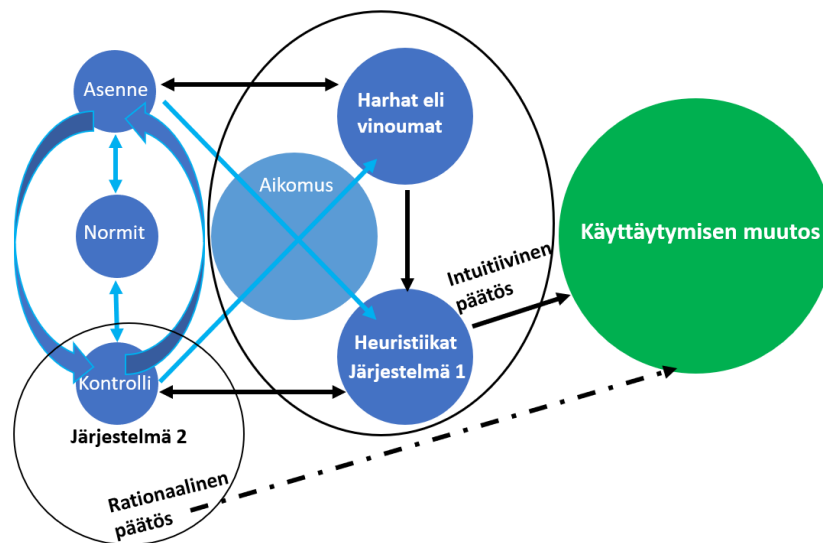 Asenne
Harhat eli
vinoumat
Aikomus
Normit
Käyttäytymisen muutos
Intuitiivinen
päätös
Heuristiikat
Järjestelmä 1
Kontrolli
Järjestelmä 2
Rationaalinen
päätös